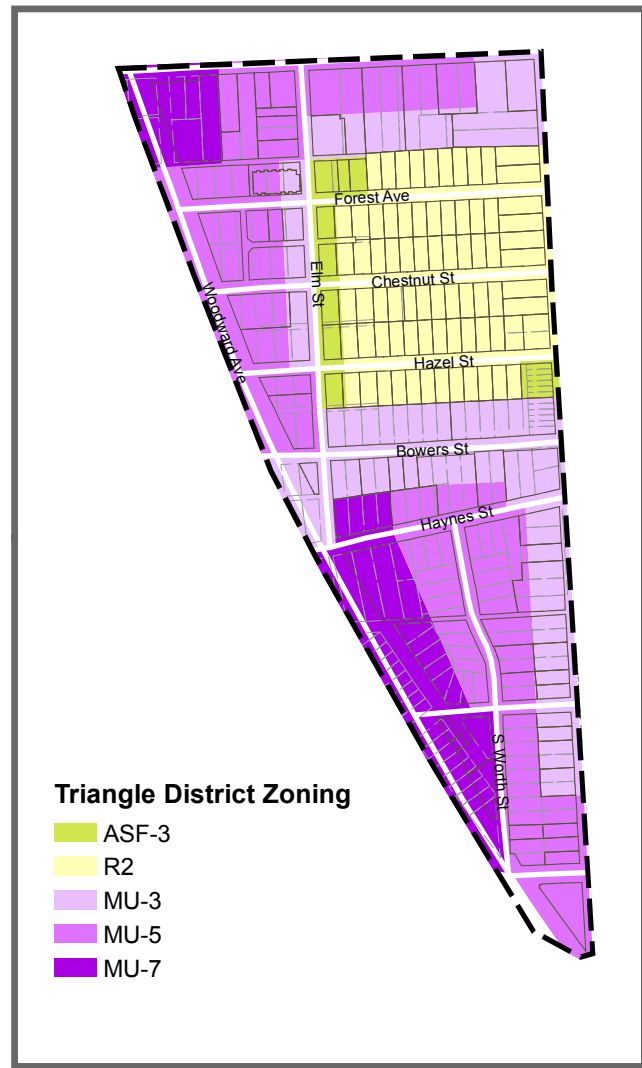 Forest Ave
Elm St
Chestnut St
Woodward Ave
Hazel St
Bowers St
Haynes St
S Worth St
Triangle District Zoning
ASF-3
R2
MU-3
MU-5
MU-7